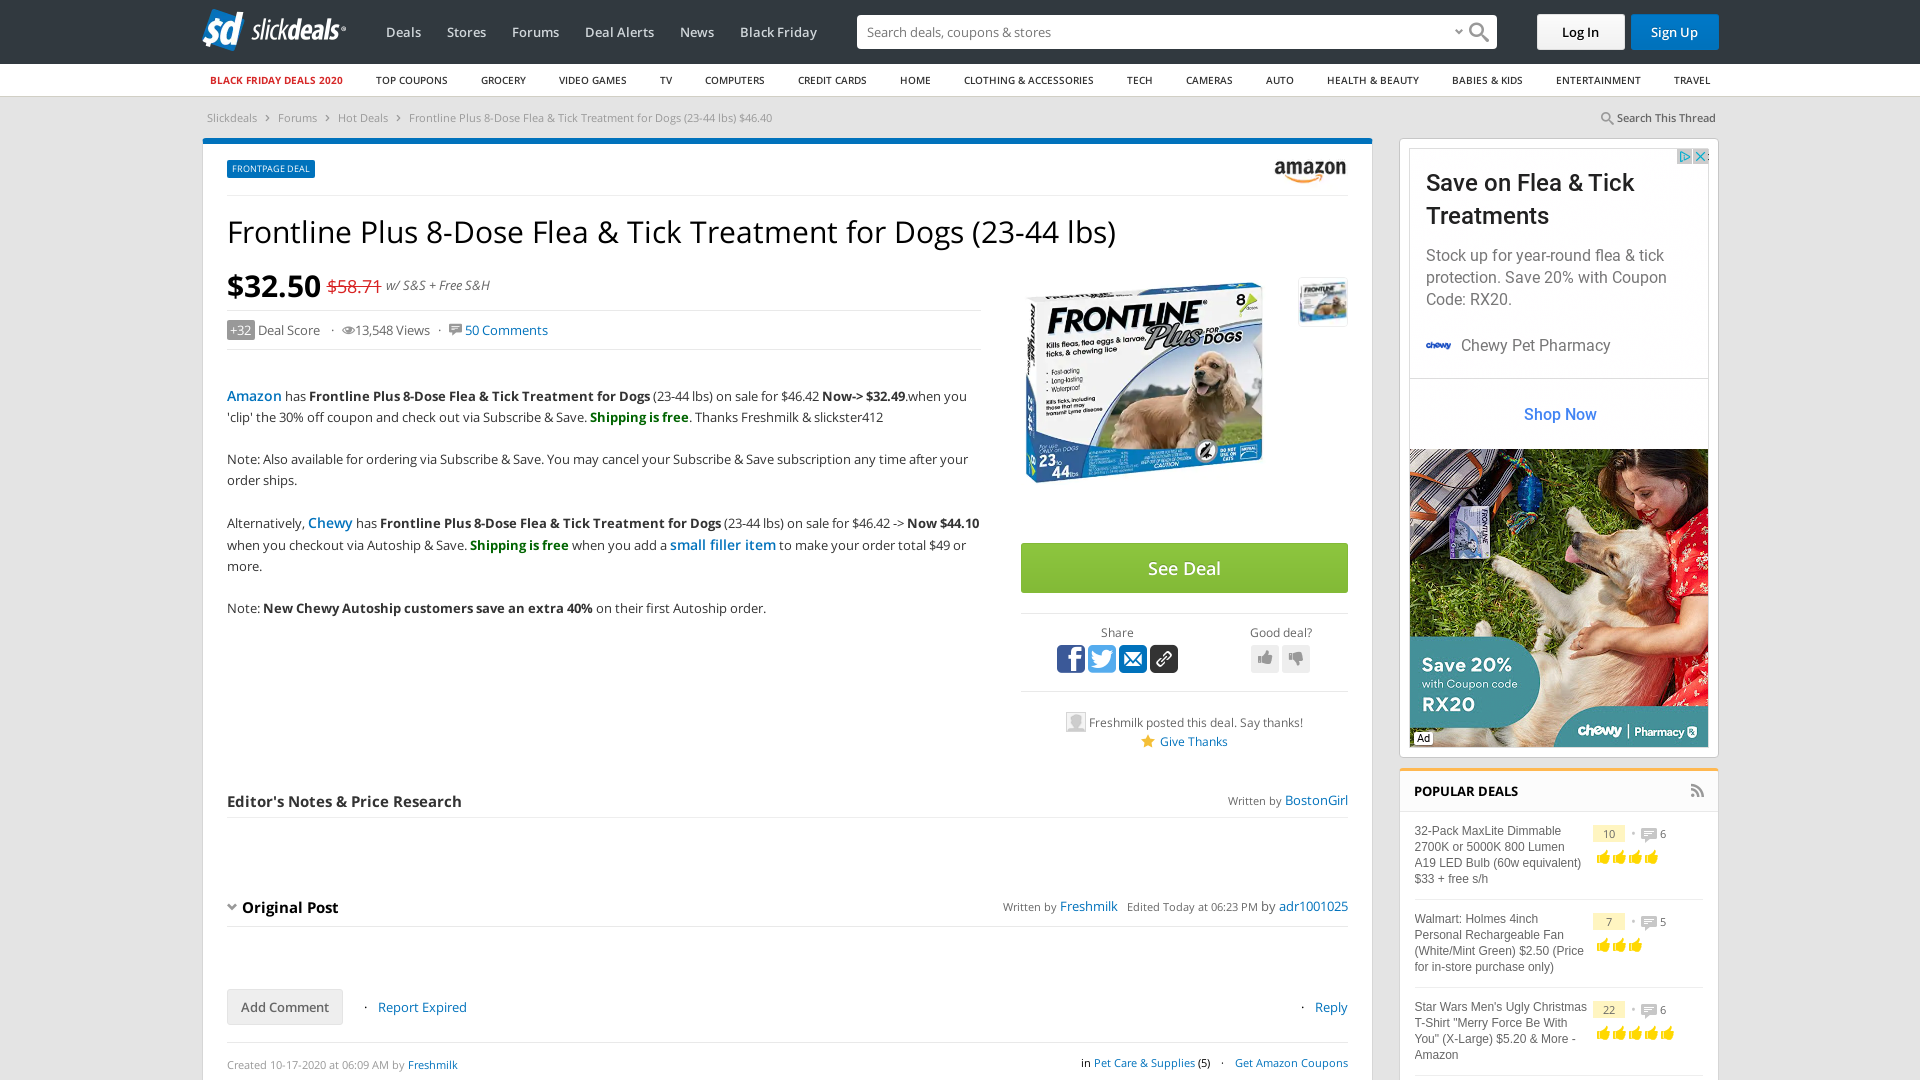 slickdeals
Deals Stores Forums Deal Alerts News Black Friday
Search deals, coupons & shopping
Log In Sign Up
BLACK FRIDAY DEALS 2020 TOP COUPONS GROCERY VIDEO GAMES TV COMPUTERS CREDIT CARDS HOME CLOTHING & ACCESSORIES TECH CAMERAS AUTO HEALTH & BEAUTY BABIES & KIDS ENTERTAINMENT TRAVEL
Slickdeals › Forums › Hot Deals › Frontline Plus 8-Dose Flea & Tick Treatment for Dogs (23-44 lbs) $46.40
Search This Thread
FRONTPAGE DEAL
amazon
Frontline Plus 8-Dose Flea & Tick Treatment for Dogs (23-44 lbs)
$32.50 $58.71 w/ S&S + Free S&H
+32 Deal Score · 13,548 Views · 50 Comments
Amazon has Frontline Plus 8-Dose Flea & Tick Treatment for Dogs (23-44 lbs) on sale for $46.42 Now-> $32.49.when you
'clip' the 30% off coupon and check out via Subscribe & Save. Shipping is free. Thanks Freshmilk & slickster412
Note: Also available for ordering via Subscribe & Save. You may cancel your Subscribe & Save subscription any time after your
order ships.
Alternatively, Chewy has Frontline Plus 8-Dose Flea & Tick Treatment for Dogs (23-44 lbs) on sale for $46.42 -> Now $44.10
when you checkout via Autoship & Save. Shipping is free when you add a small filler item to make your order total $49 or
more.
Note: New Chewy Autoship customers save an extra 40% on their first Autoship order.
FRONTLINE
Plus FOR DOGS
8 doses
Kills fleas, flea eggs & larvae,
ticks, & chewing lice
Fast-acting
Long-lasting
Waterproof
Kills ticks, including
those that may
transmit Lyme disease
23 to 44 lbs
CAUTION
See Deal
Share
Good deal?
Freshmilk posted this deal. Say thanks!
Give Thanks
Editor's Notes & Price Research
Written by BostonGirl
Original Post
Written by Freshmilk Edited Today at 06:23 PM by adr1001025
Add Comment · Report Expired
· Reply
Created 10-17-2020 at 06:09 AM by Freshmilk
in Pet Care & Supplies (5) · Get Amazon Coupons
Save on Flea & Tick
Treatments
Stock up for year-round flea & tick
protection. Save 20% with Coupon
Code: RX20.
chewy Chewy Pet Pharmacy
Shop Now
FRONTLINE
Save 20%
with Coupon code
RX20
chewy | Pharmacy
Ad
POPULAR DEALS
32-Pack MaxLite Dimmable
2700K or 5000K 800 Lumen
A19 LED Bulb (60w equivalent)
$33 + free s/h
10 • 6
Walmart: Holmes 4inch
Personal Rechargeable Fan
(White/Mint Green) $2.50 (Price
for in-store purchase only)
7 • 5
Star Wars Men's Ugly Christmas
T-Shirt "Merry Force Be With
You" (X-Large) $5.20 & More -
Amazon
22 • 6